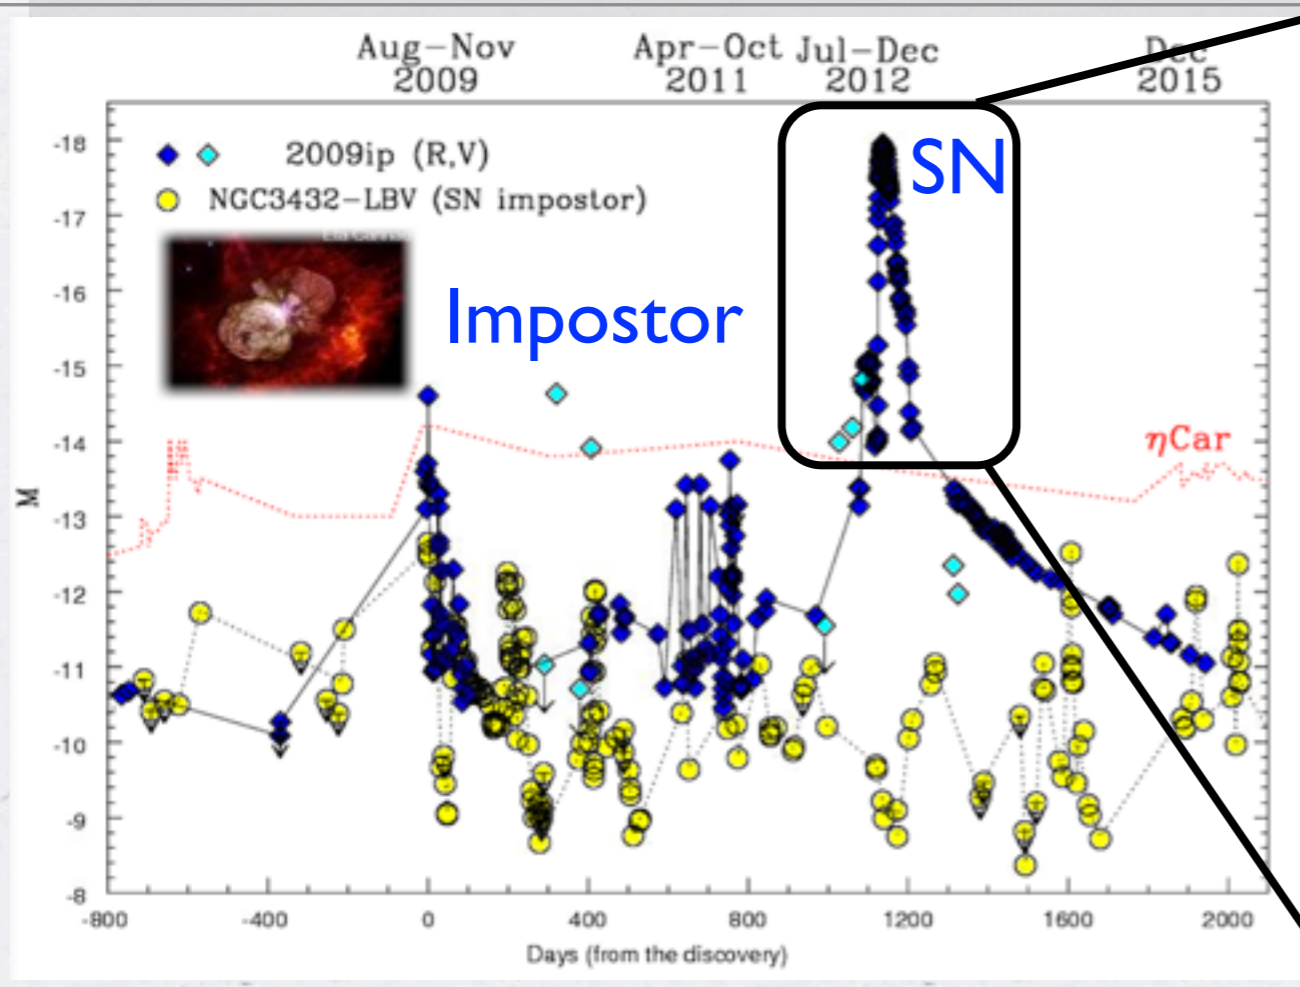 Aug-Nov
2009
Apr-Oct
2011
Jul-Dec
2012
Dec
2015
2009ip (R,V)
NGC3432-LBV (SN impostor)
SN
Impostor
ηCar
M
-18
-17
-16
-15
-14
-13
-12
-11
-10
-9
-8
-800 -400 0 400 800 1200 1600 2000
Days (from the discovery)